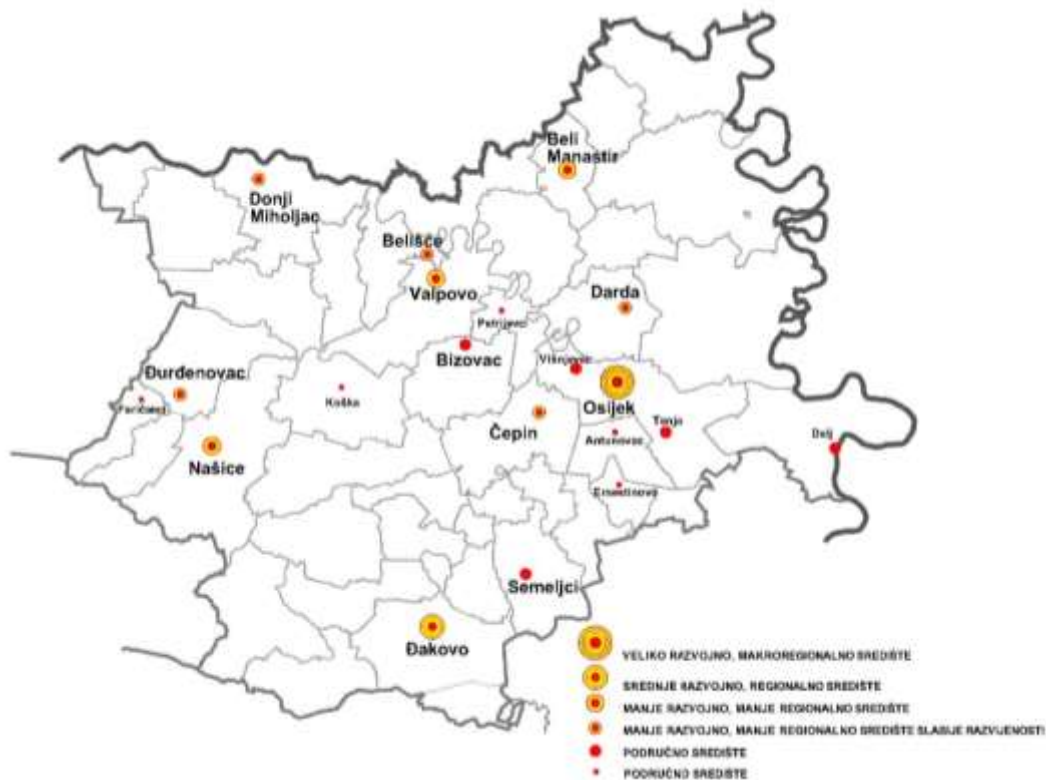 Beli
Manastir
Donji
Miholjac
Belišće
Valpovo
Darda
Petrijevci
Bizovac
Višnjevac
Đurđenovac
Koška
Osijek
Čepin
Tenja
Antunovac
Dalj
Našice
Ernestinovo
Semeljci
Đakovo
VELIKO RAZVOJNO, MAKROREGIONALNO SREDIŠTE
SREDNJE RAZVOJNO, REGIONALNO SREDIŠTE
MANJE RAZVOJNO, MANJE REGIONALNO SREDIŠTE
MANJE RAZVOJNO, MANJE REGIONALNO SREDIŠTE SLABIJE RAZVIJENOSTI
PODRUČNO SREDIŠTE
PODRUČNO SREDIŠTE